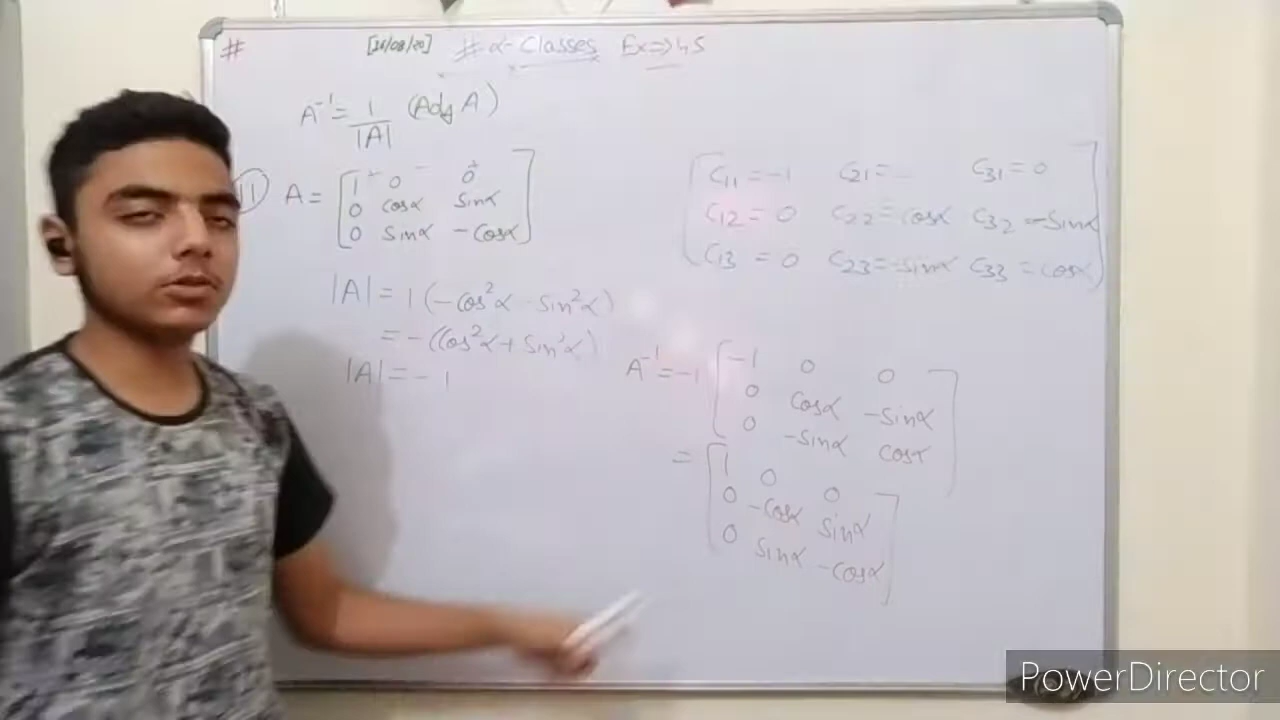 #
[26/08/20] # α- Classes Ex=>4.5
A⁻¹ = 1/|A| (Adj A)
11 A = [1 0 0
0 cosα sinα
0 sinα -cosα]
|A| = 1(-cos²α - sin²α)
= -(cos²α + sin²α)
|A| = -1
[C11 = -1 C21 = - C31 = 0
C12 = 0 C22 = cosα C32 = -sinα
C13 = 0 C23 = -sinα C33 = cosα]
A⁻¹ = -1 [-1 0 0
0 cosα -sinα
0 -sinα cosα]
= [1 0 0
0 -cosα sinα
0 sinα -cosα]
PowerDirector